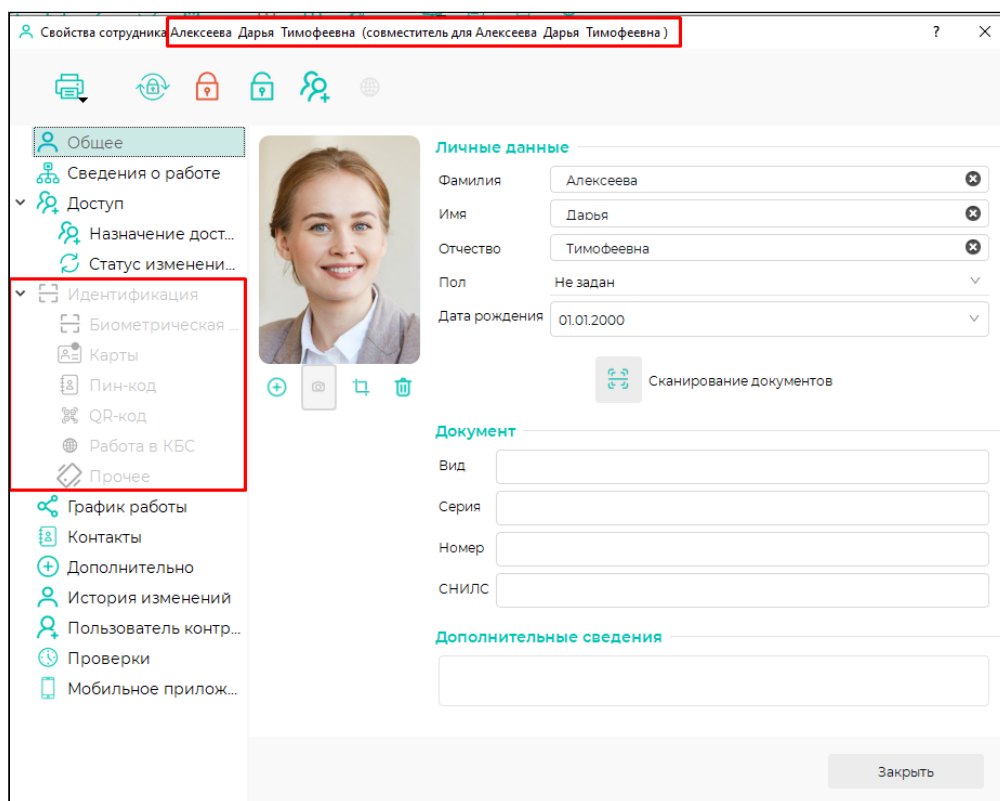 Свойства сотрудника Алексеева Дарья Тимофеевна (совместитель для Алексеева Дарья Тимофеевна )
?
Общее
Сведения о работе
Доступ
Назначение дост...
Статус изменени...
Идентификация
Биометрическая ...
Карты
Пин-код
QR-код
Работа в КБС
Прочее
График работы
Контакты
Дополнительно
История изменений
Пользователь контр...
Проверки
Мобильное прилож...
Личные данные
Фамилия Алексеева
Имя Дарья
Отчество Тимофеевна
Пол Не задан
Дата рождения 01.01.2000
Сканирование документов
Документ
Вид
Серия
Номер
СНИЛС
Дополнительные сведения
Закрыть